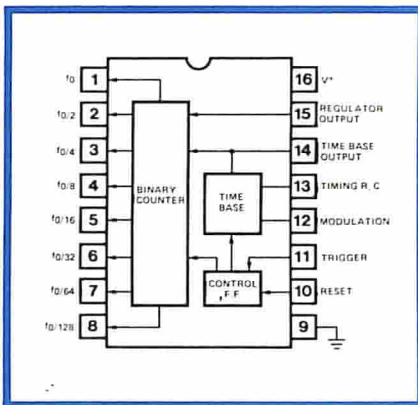 f0 1
f0/2 2
f0/4 3
f0/8 4
f0/16 5
f0/32 6
f0/64 7
f0/128 8
BINARY
COUNTER
TIME
BASE
CONTROL
F F
16 V+
15 REGULATOR
OUTPUT
14 TIME BASE
OUTPUT
13 TIMING R, C
12 MODULATION
11 TRIGGER
10 RESET
9